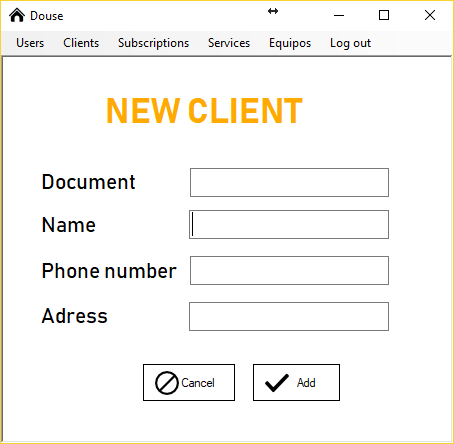 Douse
Users Clients Subscriptions Services Equipos Log out
NEW CLIENT
Document
Name
Phone number
Adress
Cancel Add